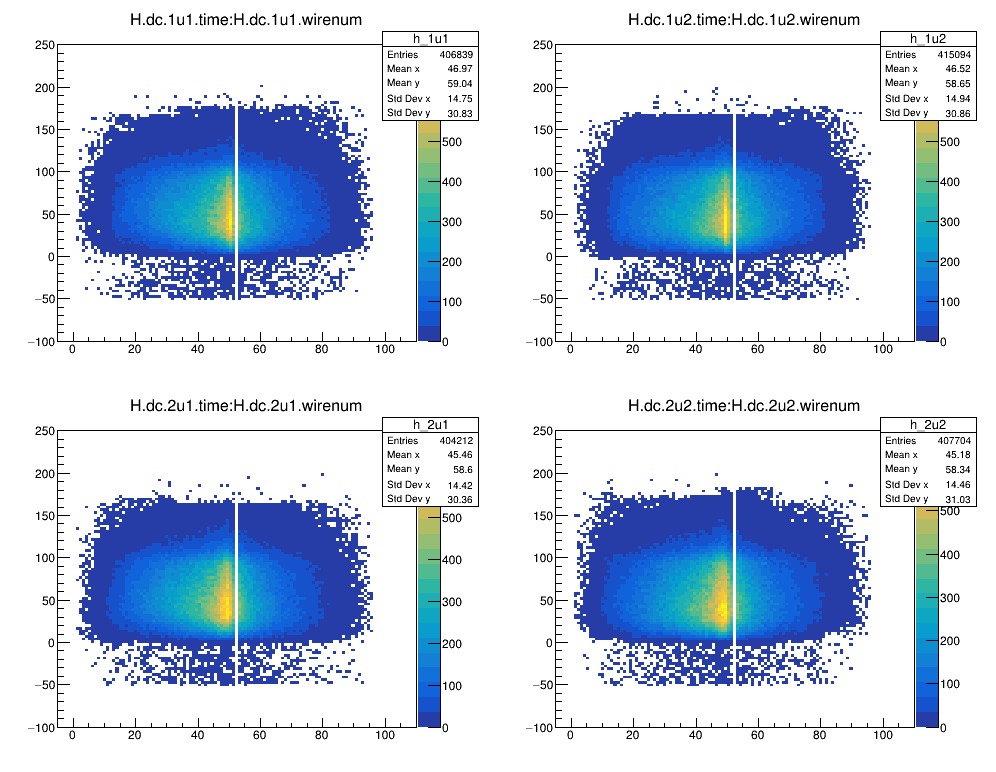 H.dc.1u1.time:H.dc.1u1.wirenum
h_1u1
Entries 406839
Mean x 46.97
Mean y 59.04
Std Dev x 14.75
Std Dev y 30.83
250
200
150
100
50
0
−50
−100
0 20 40 60 80 100
500
400
300
200
100
0
H.dc.1u2.time:H.dc.1u2.wirenum
h_1u2
Entries 415094
Mean x 46.52
Mean y 58.65
Std Dev x 14.94
Std Dev y 30.86
250
200
150
100
50
0
−50
−100
0 20 40 60 80 100
500
400
300
200
100
0
H.dc.2u1.time:H.dc.2u1.wirenum
h_2u1
Entries 404212
Mean x 45.46
Mean y 58.6
Std Dev x 14.42
Std Dev y 30.36
250
200
150
100
50
0
−50
−100
0 20 40 60 80 100
500
400
300
200
100
0
H.dc.2u2.time:H.dc.2u2.wirenum
h_2u2
Entries 407704
Mean x 45.18
Mean y 58.34
Std Dev x 14.46
Std Dev y 31.03
250
200
150
100
50
0
−50
−100
0 20 40 60 80 100
500
400
300
200
100
0